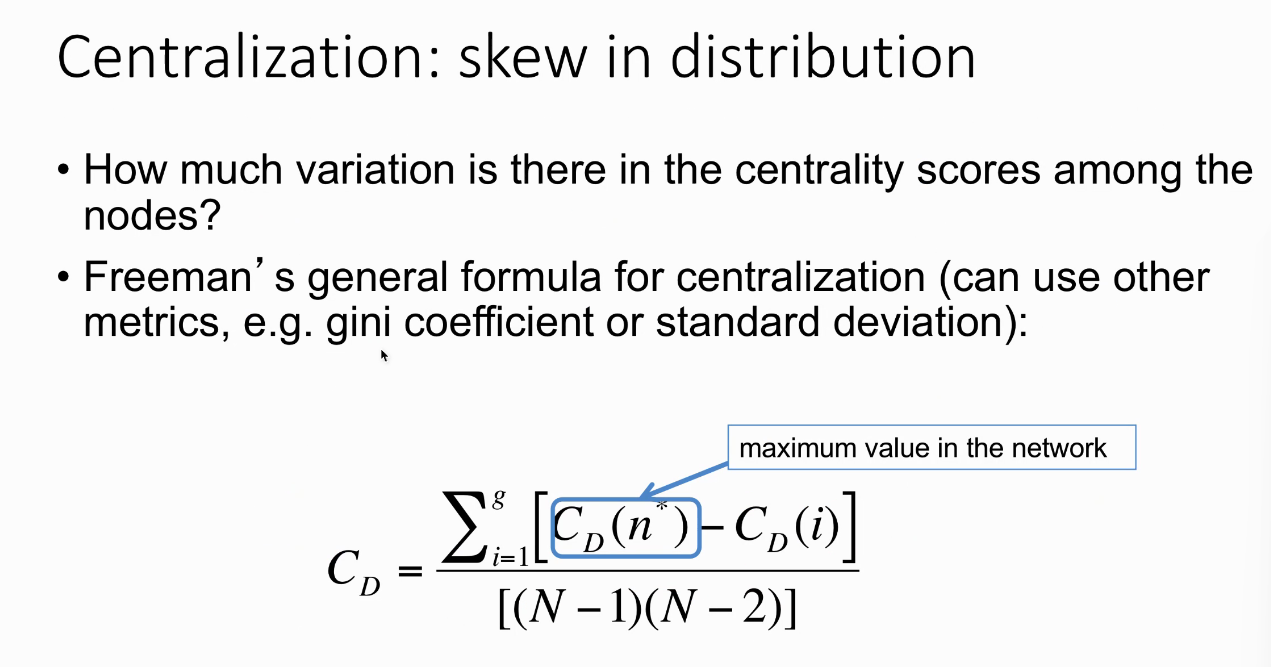 Centralization: skew in distribution
• How much variation is there in the centrality scores among the
nodes?
• Freeman’s general formula for centralization (can use other
metrics, e.g. gini coefficient or standard deviation):
maximum value in the network
C_D = \frac{\sum_{i=1}^{g} [C_D(n^*) − C_D(i)]}{[(N − 1)(N − 2)]}